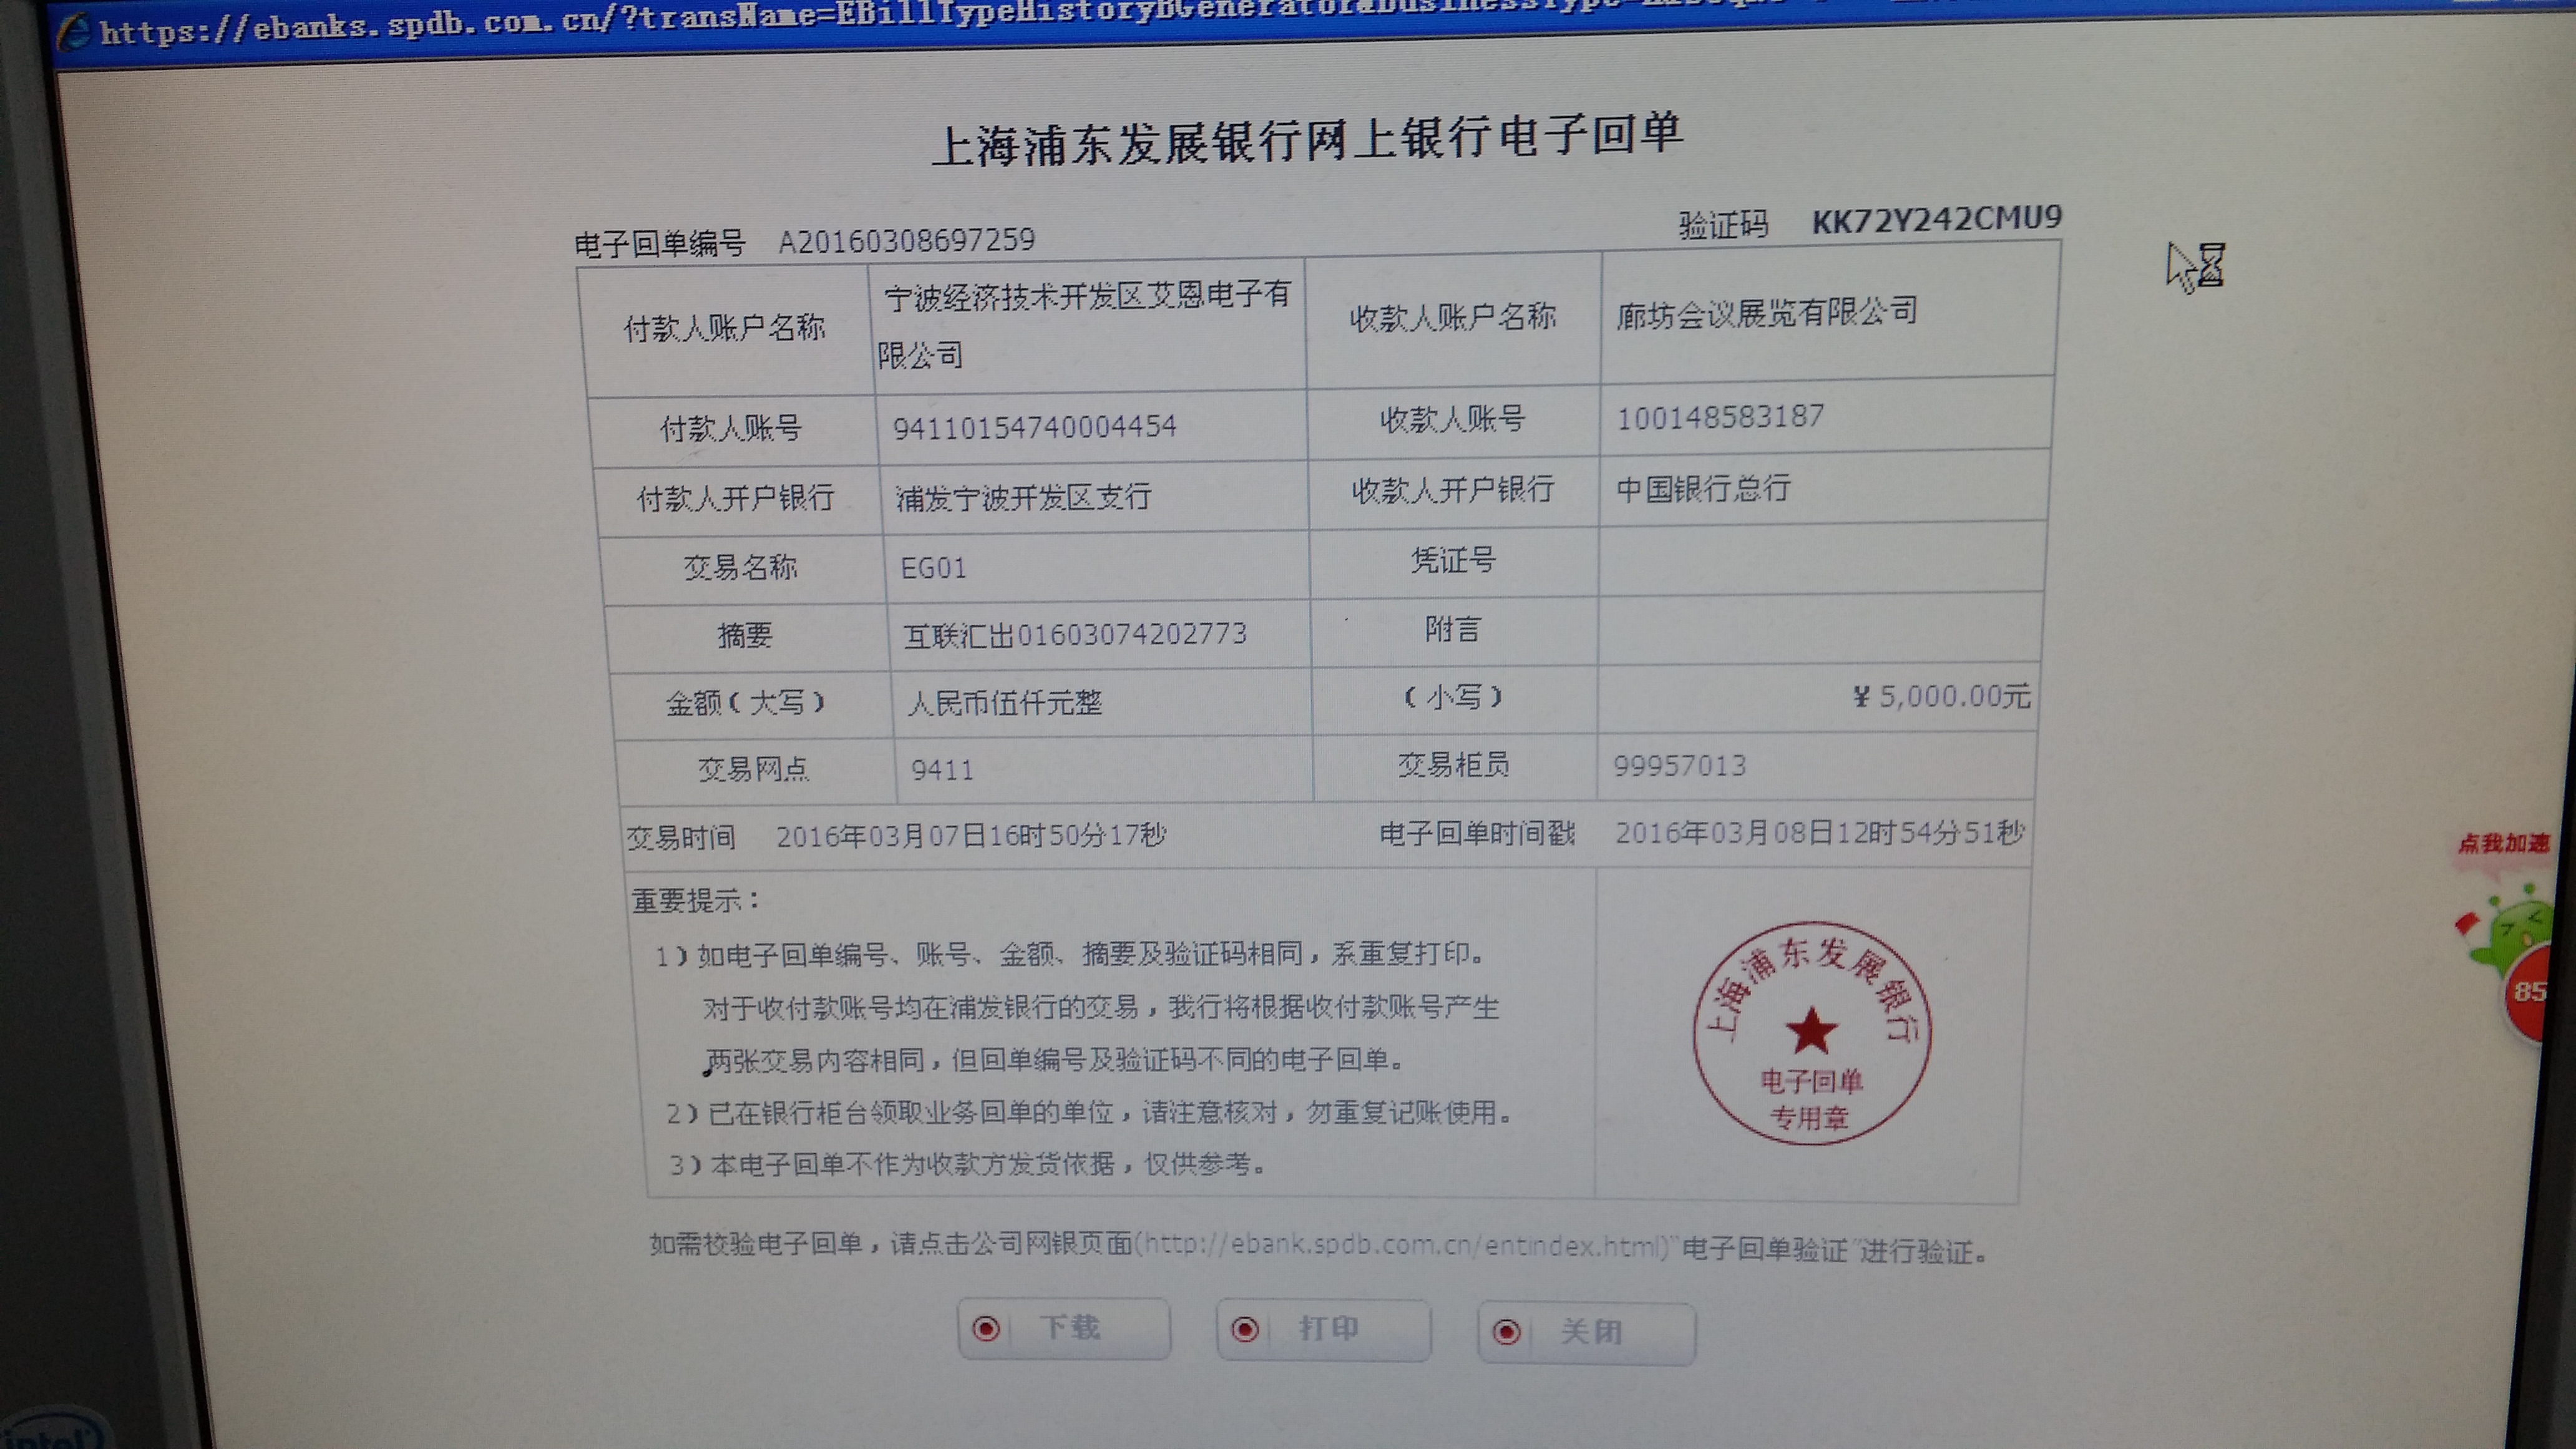 https://ebanks.spdb.com.cn/?transName=EBillTypeHistoryBGenerator&BusinessType=
上海浦东发展银行网上银行电子回单
电子回单编号 A20160308697259 验证码 KK72Y242CMU9
付款人账户名称 宁波经济技术开发区艾恩电子有限公司 收款人账户名称 廊坊会议展览有限公司
付款人账号 94110154740004454 收款人账号 100148583187
付款人开户银行 浦发宁波开发区支行 收款人开户银行 中国银行总行
交易名称 EG01 凭证号
摘要 互联汇出01603074202773 附言
金额(大写) 人民币伍仟元整 (小写) ¥ 5,000.00元
交易网点 9411 交易柜员 99957013
交易时间 2016年03月07日16时50分17秒 电子回单时间戳 2016年03月08日12时54分51秒
重要提示：
1)如电子回单编号、账号、金额、摘要及验证码相同，系重复打印。
对于收付款账号均在浦发银行的交易，我行将根据收付款账号产生
两张交易内容相同，但回单编号及验证码不同的电子回单。
2)已在银行柜台领取业务回单的单位，请注意核对，勿重复记账使用。
3)本电子回单不作为收款方发货依据，仅供参考。
上海浦东发展银行
电子回单
专用章
如需校验电子回单，请点击公司网银页面(http://ebank.spdb.com.cn/entindex.html)"电子回单验证"进行验证。
下载 打印 关闭
点我加速
85
intel